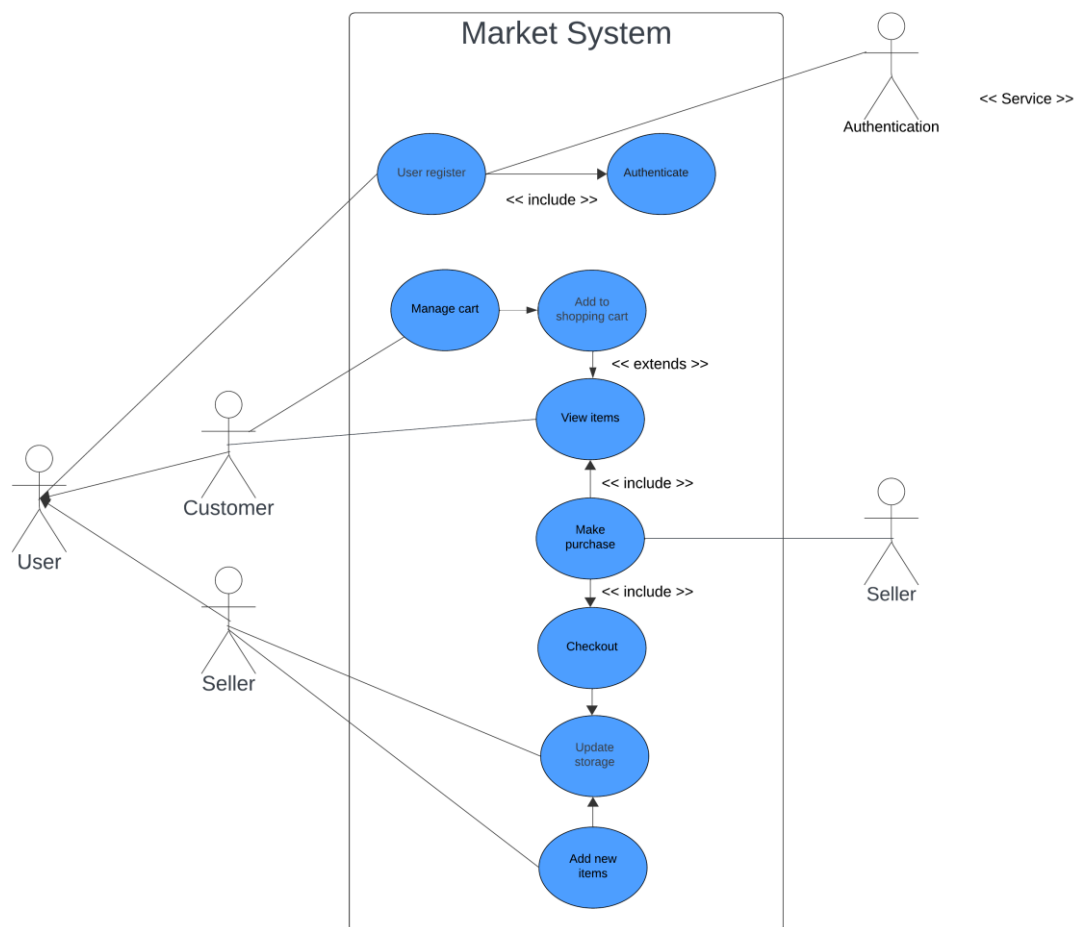 Market System
Authentication
<< Service >>
User register
Authenticate
<< include >>
Manage cart
Add to
shopping cart
<< extends >>
View items
<< include >>
Customer
User
Make
purchase
Seller
<< include >>
Checkout
Seller
Update
storage
Add new
items